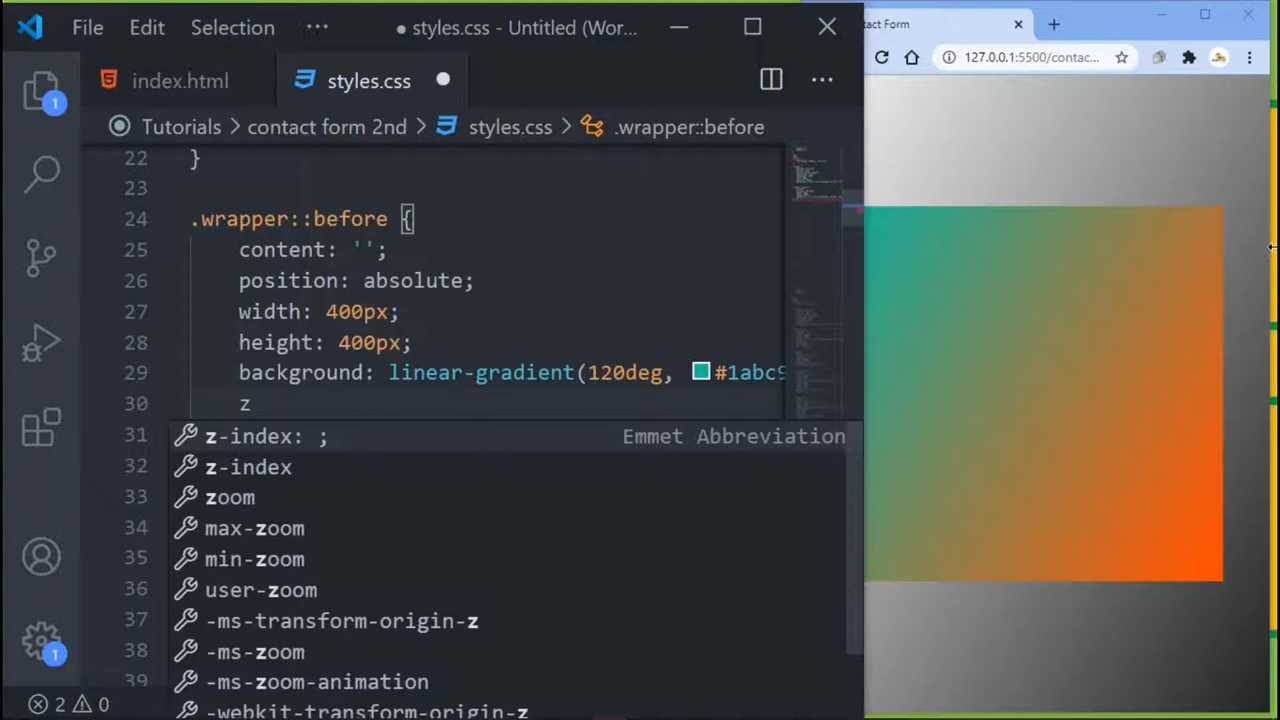 File Edit Selection ··· ● styles.css - Untitled (Wor...
index.html styles.css
Tutorials > contact form 2nd > styles.css > .wrapper::before
22 }
23
24 .wrapper::before {
25 content: '';
26 position: absolute;
27 width: 400px;
28 height: 400px;
29 background: linear-gradient(120deg, #1abc9
30 z
31 z-index: ; Emmet Abbreviation
32 z-index
33 zoom
34 max-zoom
35 min-zoom
36 user-zoom
37 -ms-transform-origin-z
38 -ms-zoom
39 -ms-zoom-animation
-webkit-transform-origin-z
1
1
2 0
tact Form
127.0.0.1:5500/contac...